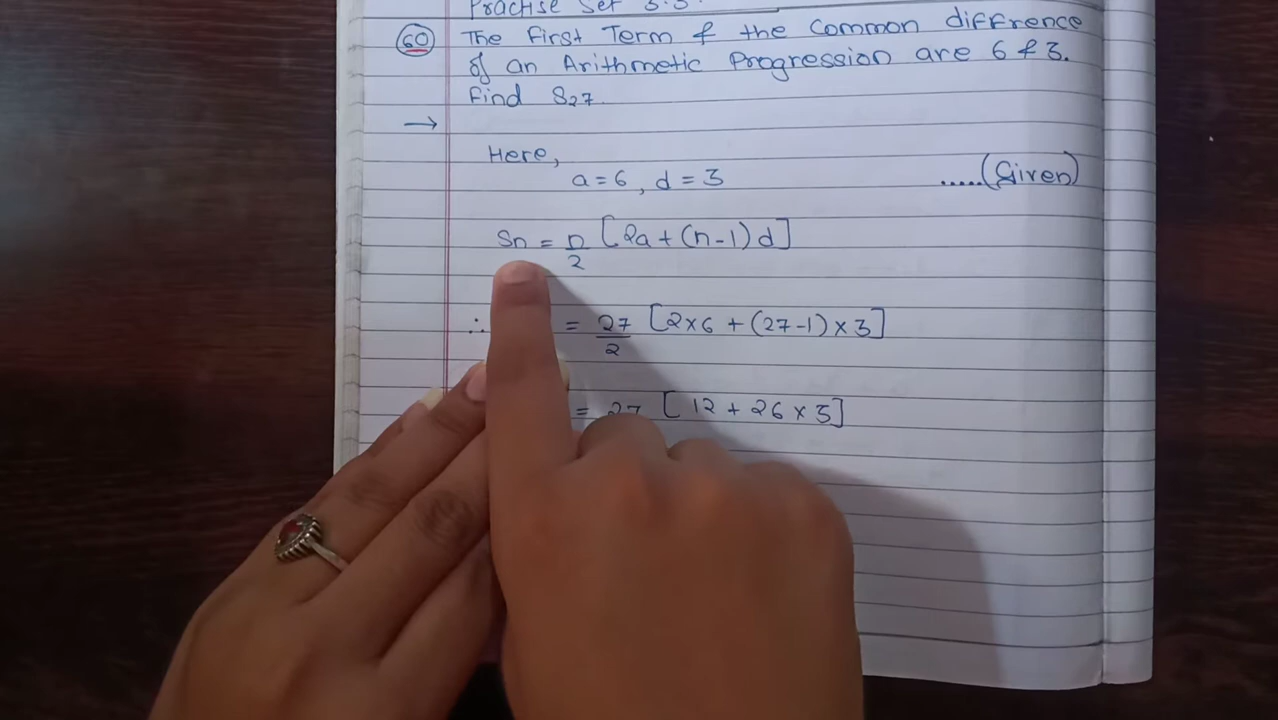 Practise Set 3.3
60 The First Term & the Common diffrence
of an Arithmetic Progression are 6 & 3.
Find S27.
→
Here,
a = 6 , d = 3 .....(Given)
Sn = n/2 [2a + (n-1) d]
∴ = 27/2 [2×6 + (27-1) × 3]
= 27 [12 + 26 × 3]